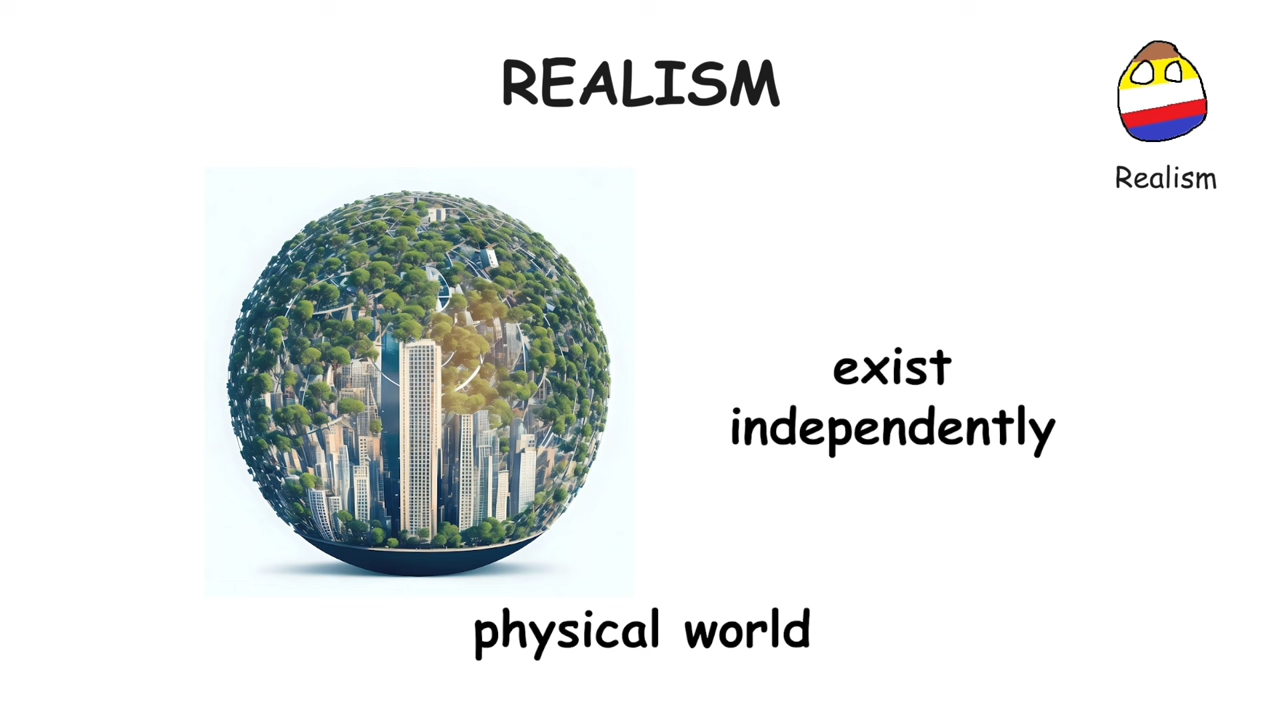 REALISM
Realism
exist
independently
physical world